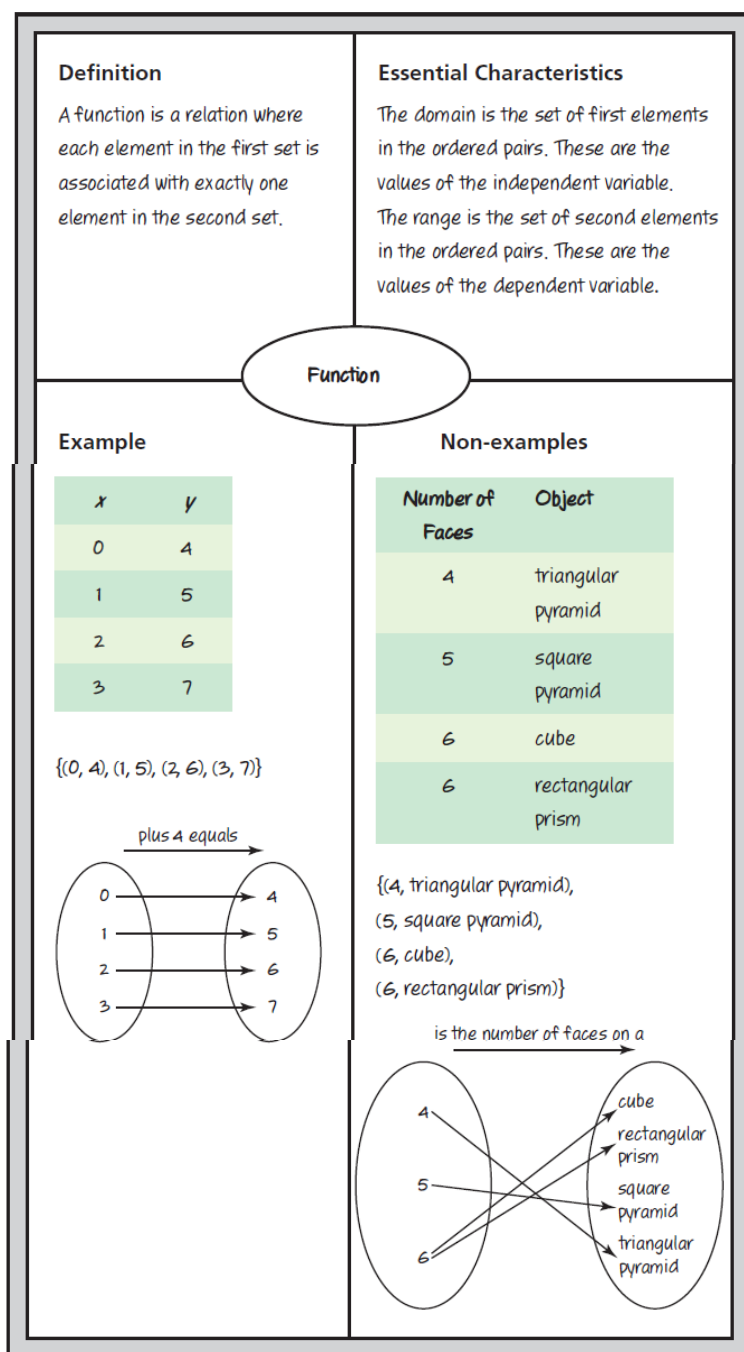 Definition
A function is a relation where
each element in the first set is
associated with exactly one
element in the second set.
Essential Characteristics
The domain is the set of first elements
in the ordered pairs. These are the
values of the independent variable.
The range is the set of second elements
in the ordered pairs. These are the
values of the dependent variable.
Function
Example
x y
0 4
1 5
2 6
3 7
{(0, 4), (1, 5), (2, 6), (3, 7)}
plus 4 equals
0 4
1 5
2 6
3 7
Non-examples
Number of Object
Faces
4 triangular
pyramid
5 square
pyramid
6 cube
6 rectangular
prism
{(4, triangular pyramid),
(5, square pyramid),
(6, cube),
(6, rectangular prism)}
is the number of faces on a
4
5
6
cube
rectangular
prism
square
pyramid
triangular
pyramid